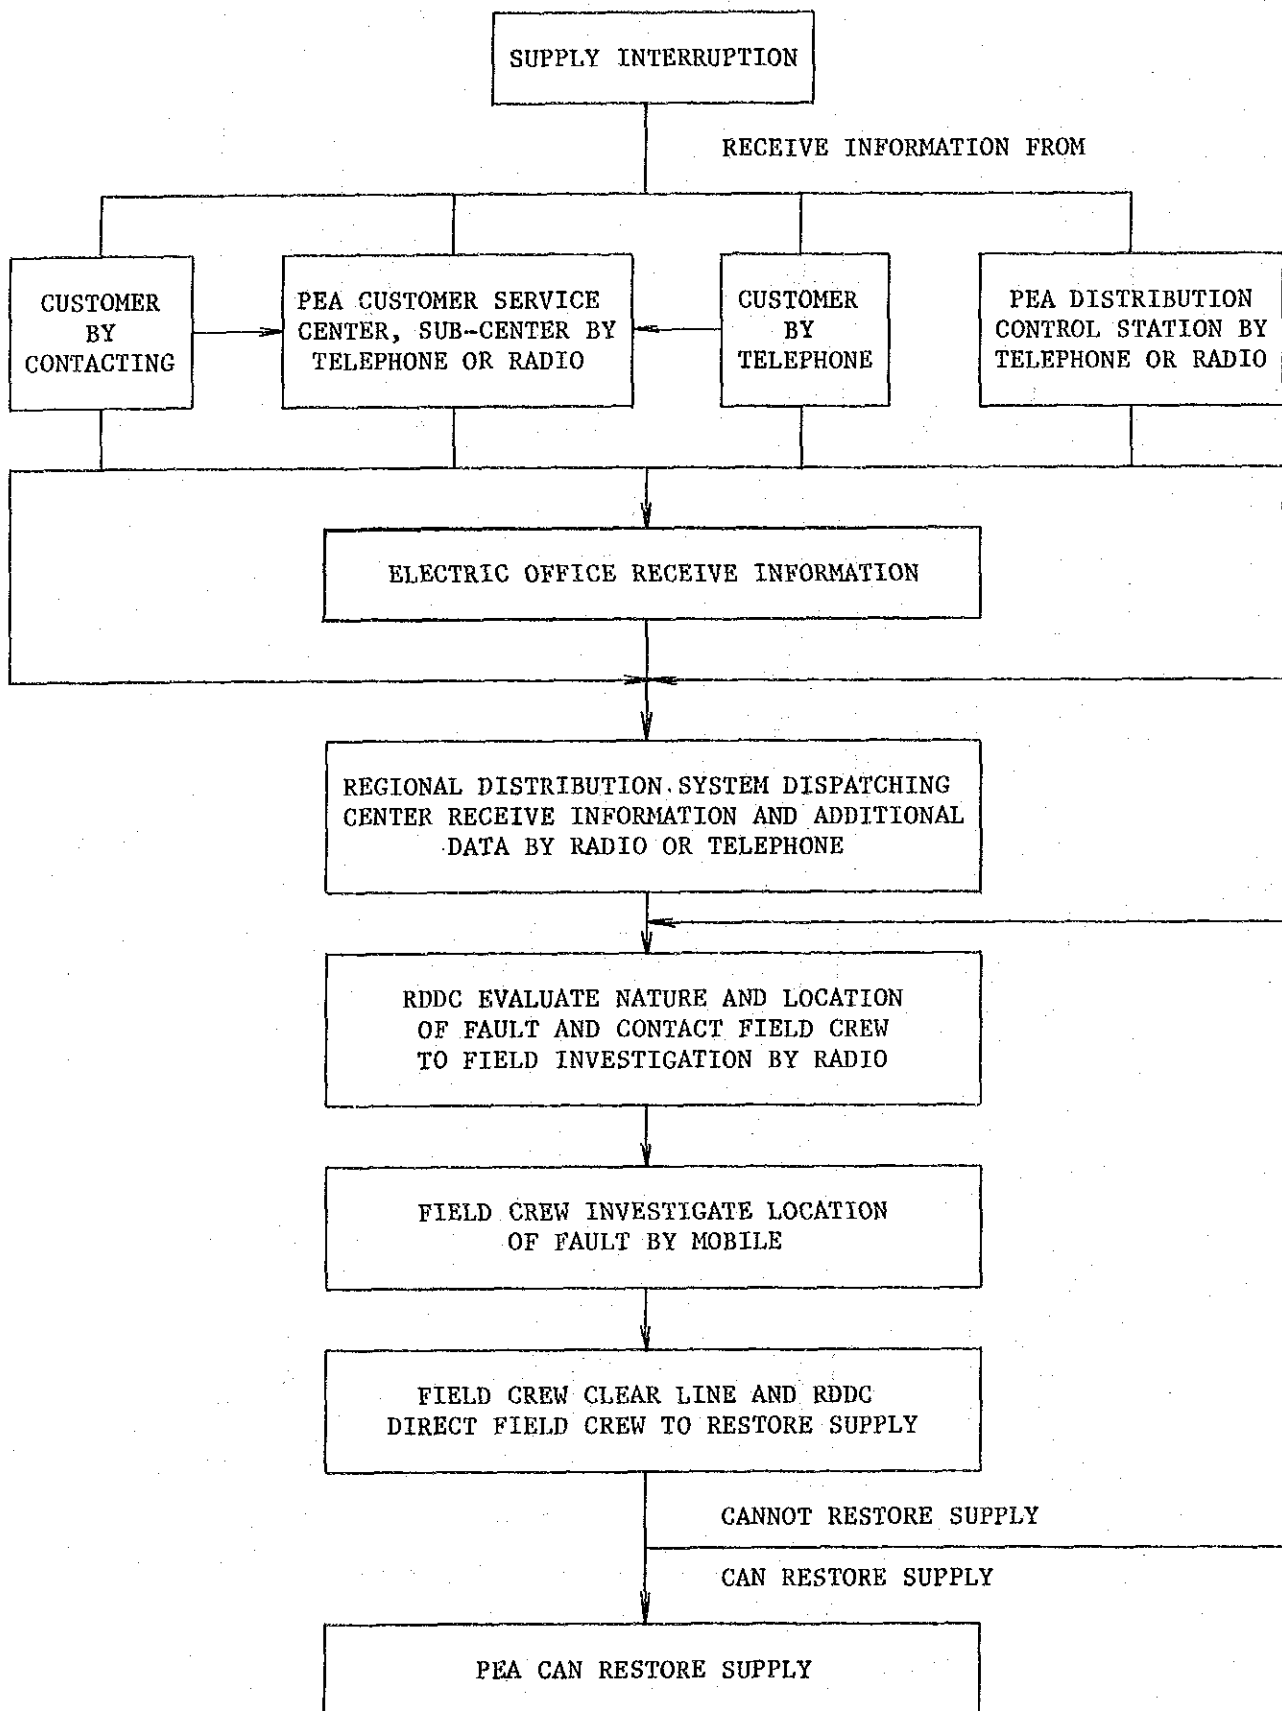 SUPPLY INTERRUPTION
RECEIVE INFORMATION FROM
CUSTOMER
BY
CONTACTING
PEA CUSTOMER SERVICE
CENTER, SUB-CENTER BY
TELEPHONE OR RADIO
CUSTOMER
BY
TELEPHONE
PEA DISTRIBUTION
CONTROL STATION BY
TELEPHONE OR RADIO
ELECTRIC OFFICE RECEIVE INFORMATION
REGIONAL DISTRIBUTION SYSTEM DISPATCHING
CENTER RECEIVE INFORMATION AND ADDITIONAL
DATA BY RADIO OR TELEPHONE
RDDC EVALUATE NATURE AND LOCATION
OF FAULT AND CONTACT FIELD CREW
TO FIELD INVESTIGATION BY RADIO
FIELD CREW INVESTIGATE LOCATION
OF FAULT BY MOBILE
FIELD CREW CLEAR LINE AND RDDC
DIRECT FIELD CREW TO RESTORE SUPPLY
CANNOT RESTORE SUPPLY
CAN RESTORE SUPPLY
PEA CAN RESTORE SUPPLY